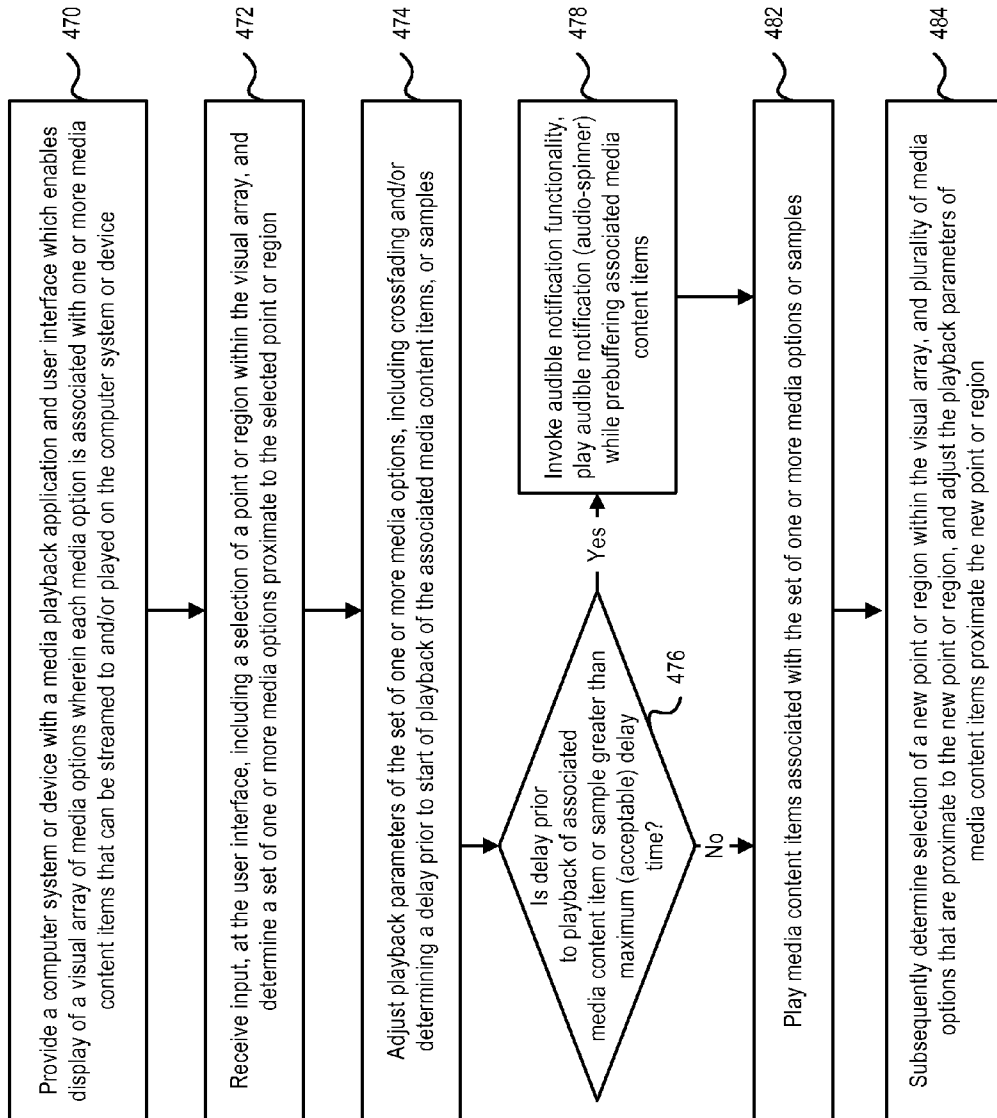 Provide a computer system or device with a media playback application and user interface which enables
display of a visual array of media options wherein each media option is associated with one or more media
content items that can be streamed to and/or played on the computer system or device
470
Receive input, at the user interface, including a selection of a point or region within the visual array, and
determine a set of one or more media options proximate to the selected point or region
472
Adjust playback parameters of the set of one or more media options, including crossfading and/or
determining a delay prior to start of playback of the associated media content items, or samples
474
Is delay prior
to playback of associated
media content item or sample greater than
maximum (acceptable) delay
time?
476
Yes
No
Invoke audible notification functionality,
play audible notification (audio-spinner)
while prebuffering associated media
content items
478
Play media content items associated with the set of one or more media options or samples
482
Subsequently determine selection of a new point or region within the visual array, and plurality of media
options that are proximate to the new point or region, and adjust the playback parameters of
media content items proximate the new point or region
484